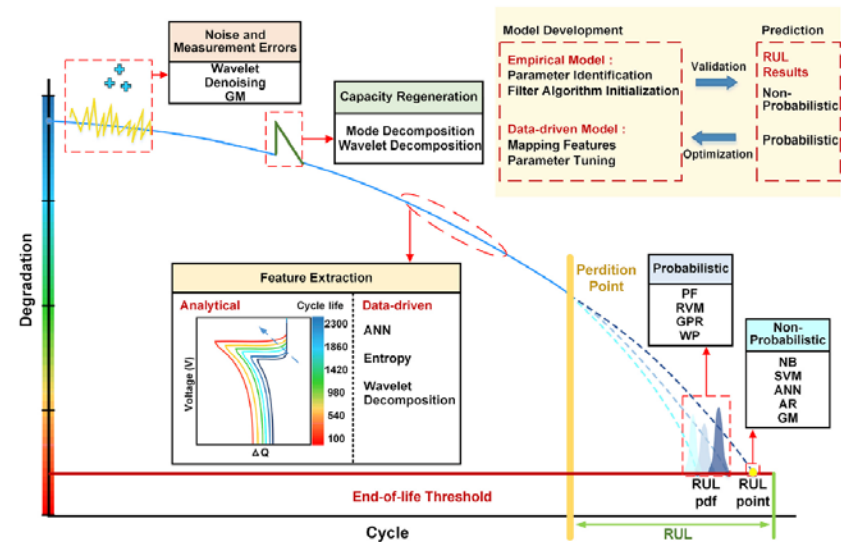 Noise and
Measurement Errors
Wavelet
Denoising
GM
Capacity Regeneration
Mode Decomposition
Wavelet Decomposition
Model Development
Empirical Model :
Parameter Identification
Filter Algorithm Initialization
Data-driven Model :
Mapping Features
Parameter Tuning
Validation
Optimization
Prediction
RUL
Results
Non-
Probabilistic
Probabilistic
Degradation
Feature Extraction
Analytical
Cycle life
Data-driven
2300
1860
1420
980
540
100
Voltage (V)
ΔQ
ANN
Entropy
Wavelet
Decomposition
Perdition
Point
Probabilistic
PF
RVM
GPR
WP
Non-
Probabilistic
NB
SVM
ANN
AR
GM
End-of-life Threshold
RUL
pdf
RUL
point
Cycle
RUL